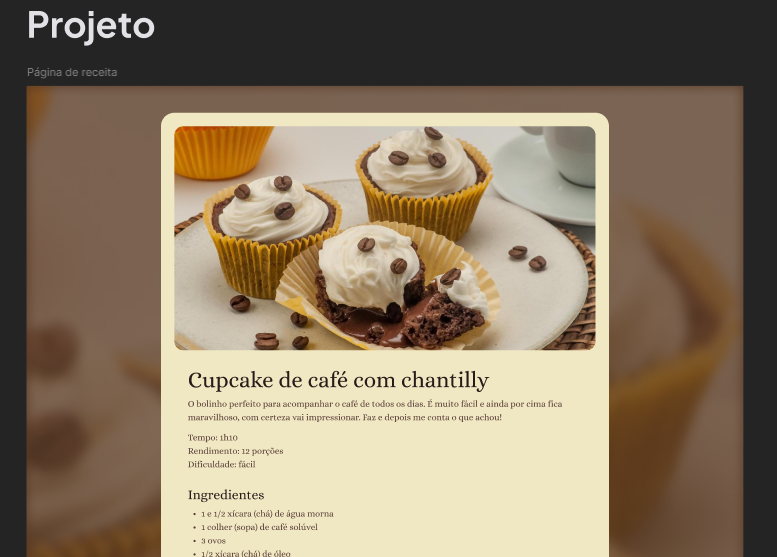 Projeto
Página de receita
Cupcake de café com chantilly
O bolinho perfeito para acompanhar o café de todos os dias. É muito fácil e ainda por cima fica
maravilhoso, com certeza vai impressionar. Faz e depois me conta o que achou!
Tempo: 1h10
Rendimento: 12 porções
Dificuldade: fácil
Ingredientes
• 1 e 1/2 xícara (chá) de água morna
• 1 colher (sopa) de café solúvel
• 3 ovos
• 1/2 xícara (chá) de óleo